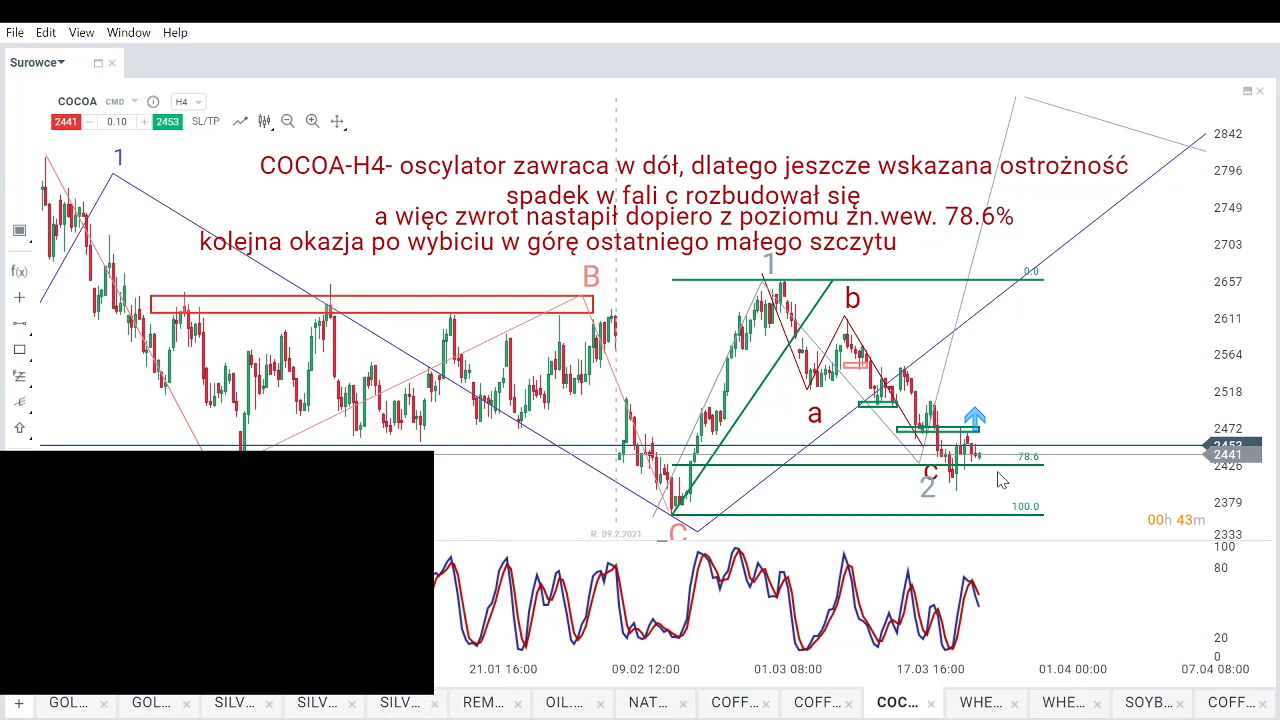 File Edit View Window Help
Surowce
COCOA CMD H4
2441 0.10 2453 SL/TP
COCOA-H4- oscylator zawraca w dół, dlatego jeszcze wskazana ostrożność
spadek w fali c rozbudował się
a więc zwrot nastąpił dopiero z poziomu zn.wew. 78.6%
kolejna okazja po wybiciu w górę ostatniego małego szczytu
1
B
1
b
a
c
2
C
0.0
78.6
100.0
R: 09.2.2021
00h 43m
2842
2796
2749
2703
2657
2611
2564
2518
2472
2453
2441
2426
2379
2333
100
80
20
0
f(x)
21.01 16:00 09.02 12:00 01.03 08:00 17.03 16:00 01.04 00:00 07.04 08:00
+ GOL... GOL... SILV... SILV... SILV... REM... OIL.... NAT... COFF... COFF... COC... WHE... WHE... SOYB... COFF...